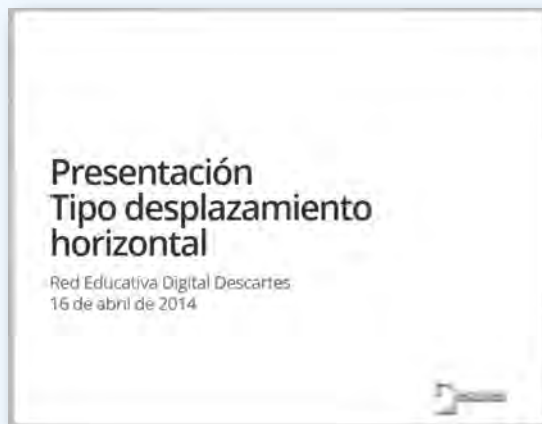 Presentación
Tipo desplazamiento
horizontal
Red Educativa Digital Descartes
16 de abril de 2014